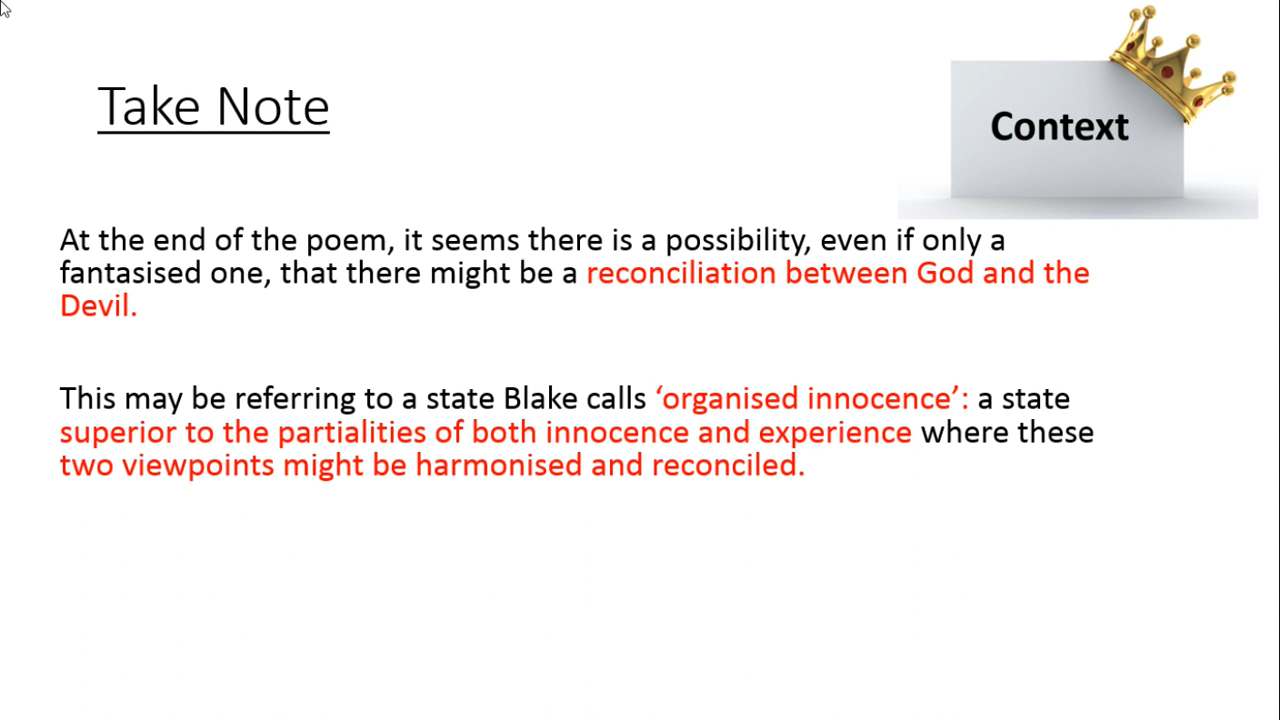 Take Note
Context
At the end of the poem, it seems there is a possibility, even if only a
fantasised one, that there might be a reconciliation between God and the
Devil.
This may be referring to a state Blake calls ‘organised innocence’: a state
superior to the partialities of both innocence and experience where these
two viewpoints might be harmonised and reconciled.